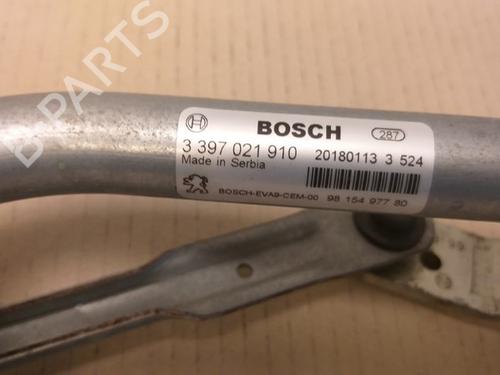 B-PARTS
BOSCH 287
3 397 021 910 20180113 3 524
Made in Serbia
BOSCH-EVA9-CEM-00 98 154 977 80